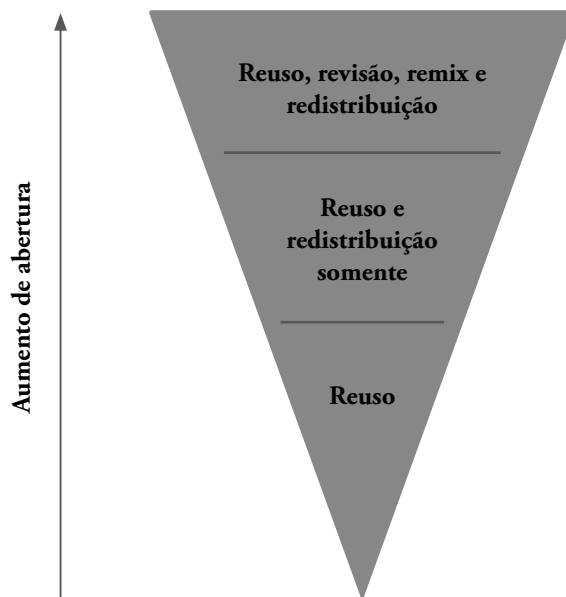 Reuso, revisão, remix e
redistribuição
Reuso e
redistribuição
somente
Reuso
Aumento de abertura